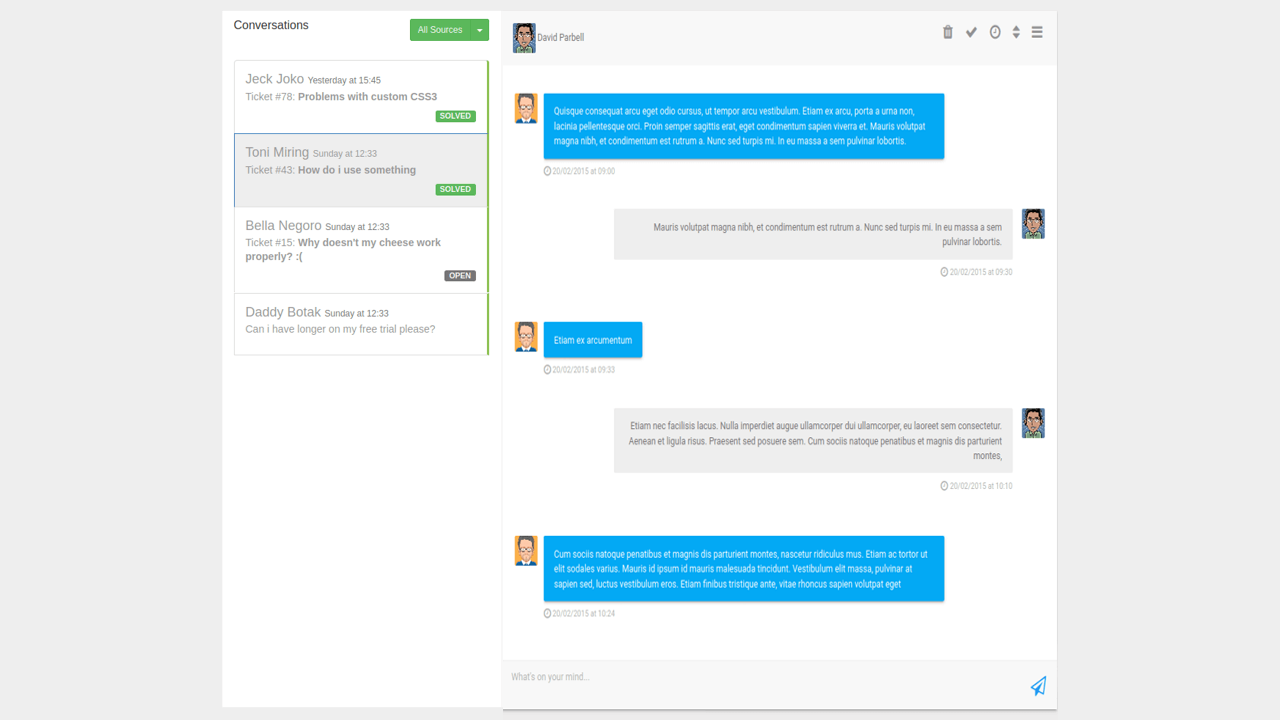 Conversations
All Sources
Jeck Joko Yesterday at 15:45
Ticket #78: Problems with custom CSS3
SOLVED
Toni Miring Sunday at 12:33
Ticket #43: How do i use something
SOLVED
Bella Negoro Sunday at 12:33
Ticket #15: Why doesn't my cheese work
properly? :(
OPEN
Daddy Botak Sunday at 12:33
Can i have longer on my free trial please?
David Parbell
Quisque consequat arcu eget odio cursus, ut tempor arcu vestibulum. Etiam ex arcu, porta a urna non,
lacinia pellentesque orci. Proin semper sagittis erat, eget condimentum sapien viverra et. Mauris volutpat
magna nibh, et condimentum est rutrum a. Nunc sed turpis mi. In eu massa a sem pulvinar lobortis.
20/02/2015 at 09:00
Mauris volutpat magna nibh, et condimentum est rutrum a. Nunc sed turpis mi. In eu massa a sem
pulvinar lobortis.
20/02/2015 at 09:30
Etiam ex arcumentum
20/02/2015 at 09:33
Etiam nec facilisis lacus. Nulla imperdiet augue ullamcorper dui ullamcorper, eu laoreet sem consectetur.
Aenean et ligula risus. Praesent sed posuere sem. Cum sociis natoque penatibus et magnis dis parturient
montes,
20/02/2015 at 10:10
Cum sociis natoque penatibus et magnis dis parturient montes, nascetur ridiculus mus. Etiam ac tortor ut
elit sodales varius. Mauris id ipsum id mauris malesuada tincidunt. Vestibulum elit massa, pulvinar at
sapien sed, luctus vestibulum eros. Etiam finibus tristique ante, vitae rhoncus sapien volutpat eget
20/02/2015 at 10:24
What's on your mind...